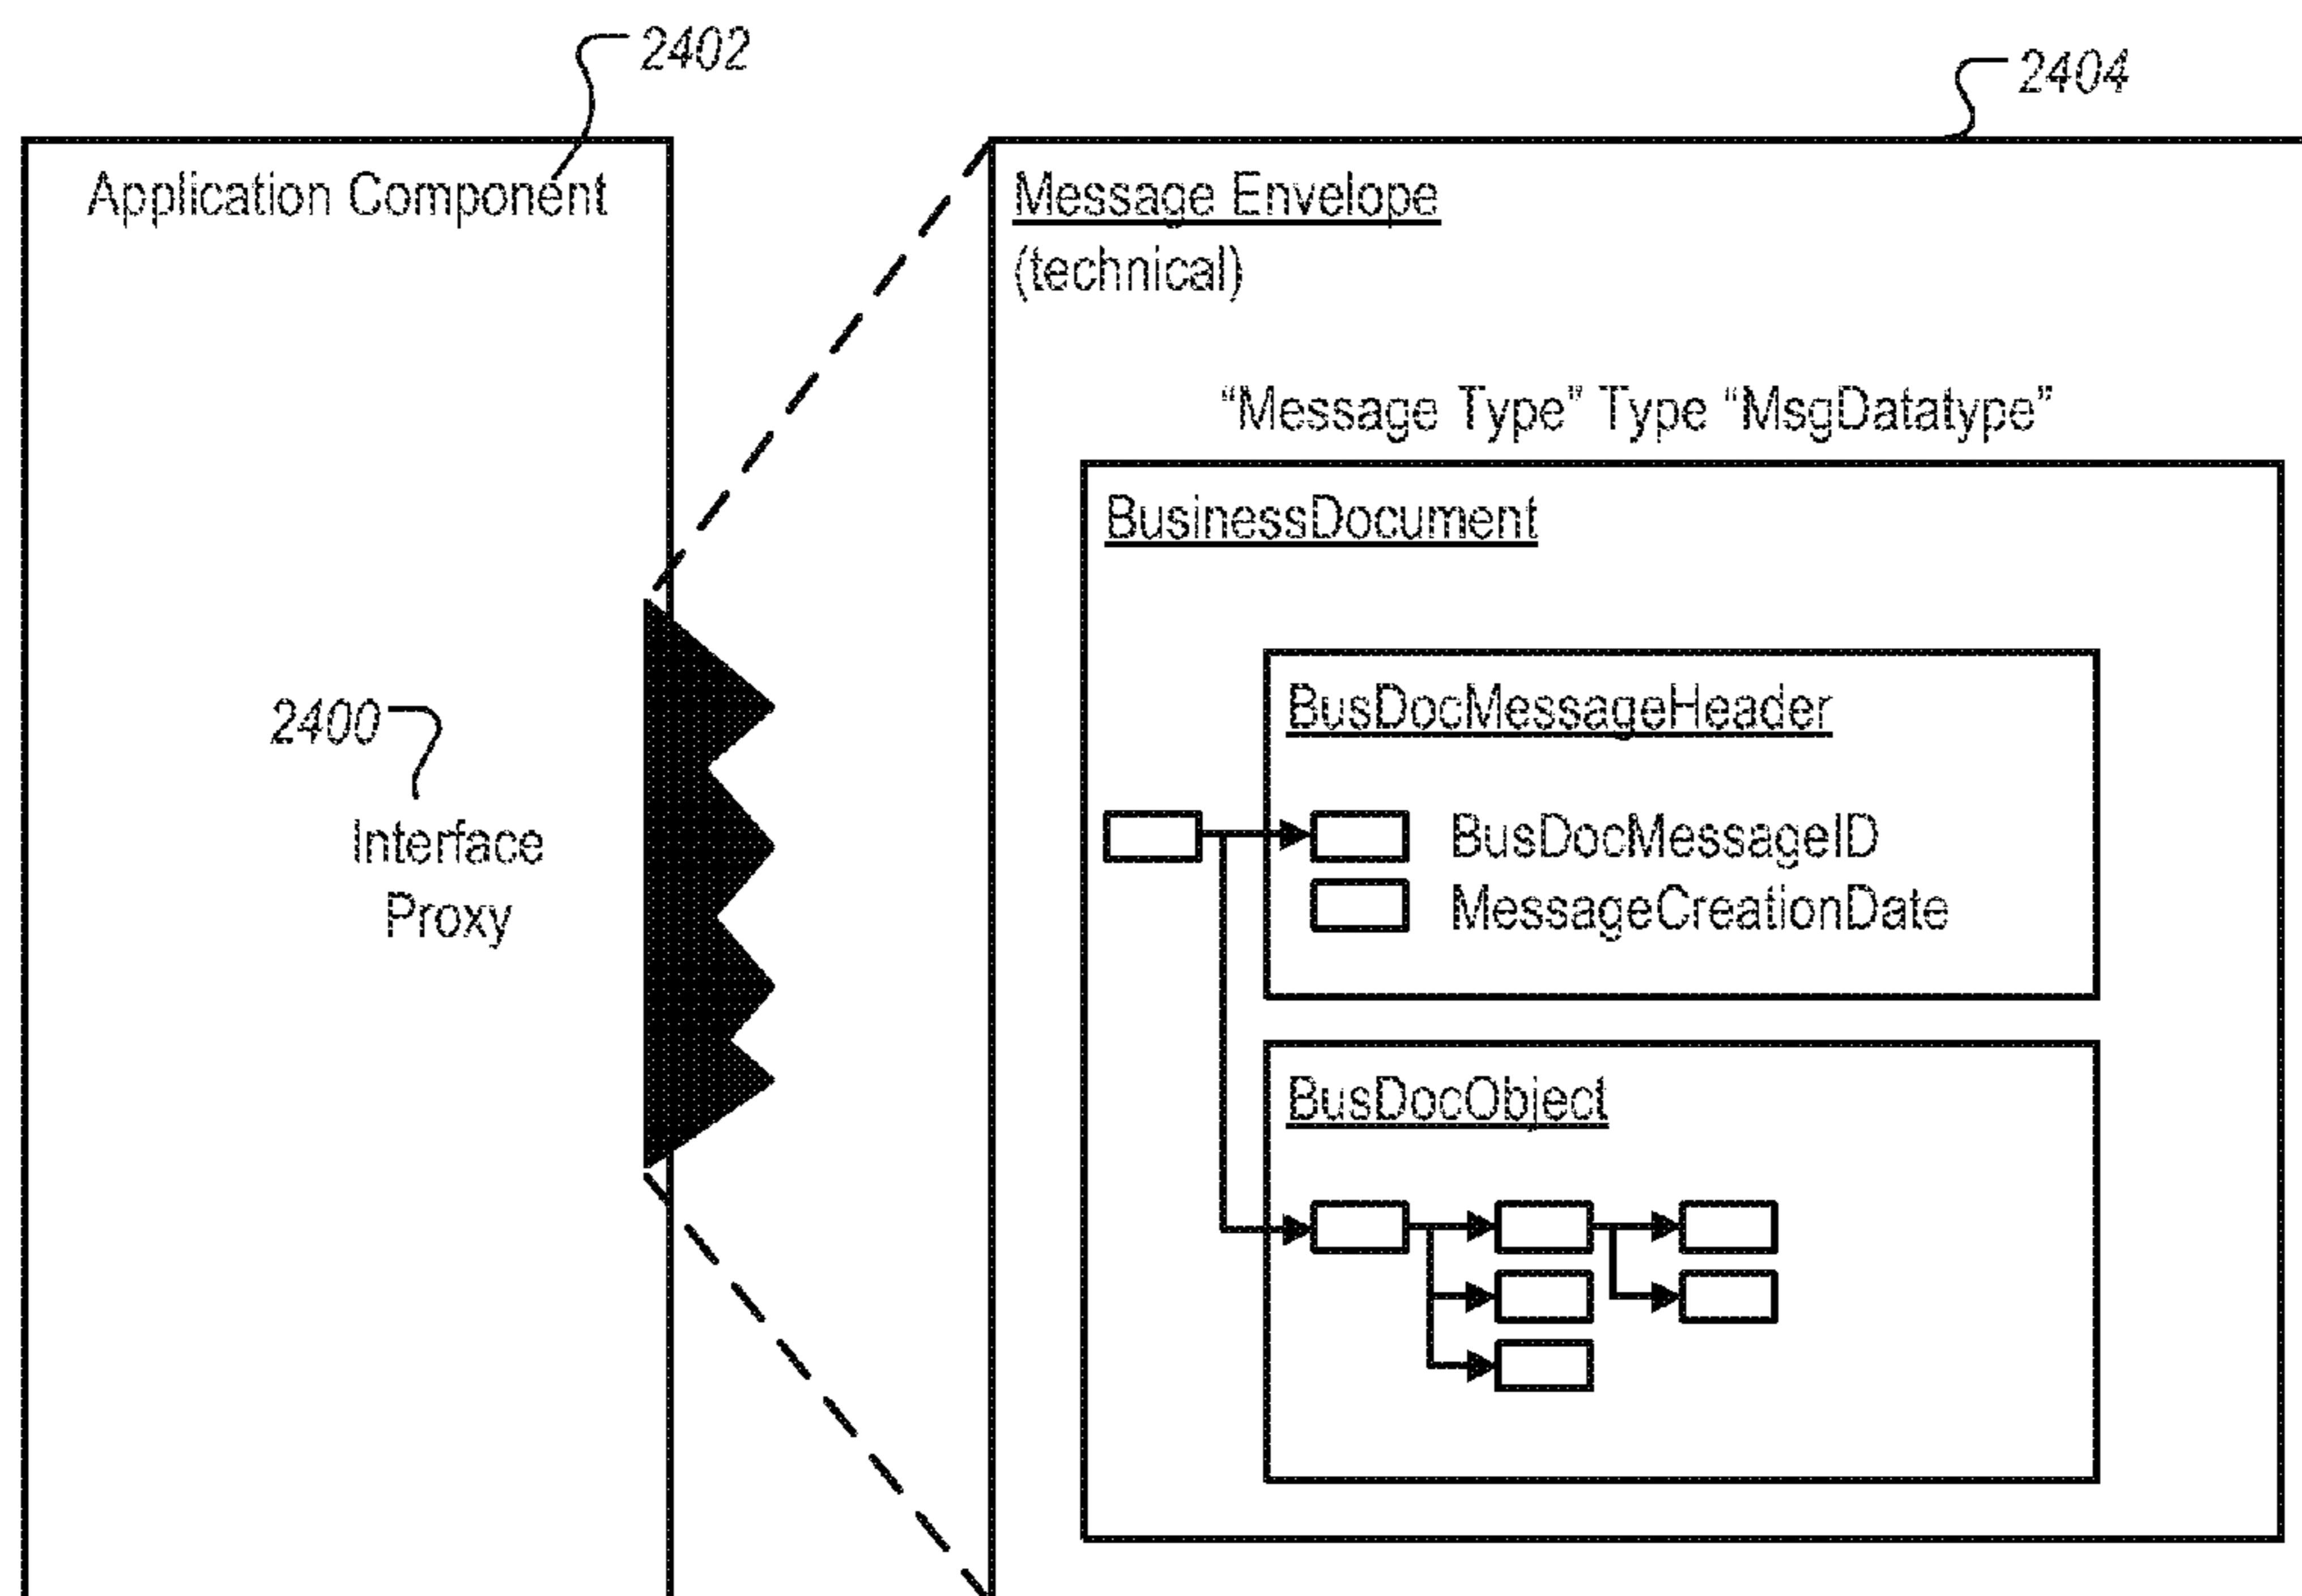 2402
2404
Application Component
Message Envelope
(technical)
“Message Type” Type “MsgDatatype”
BusinessDocument
BusDocMessageHeader
2400
Interface
Proxy
BusDocMessageID
MessageCreationDate
BusDocObject